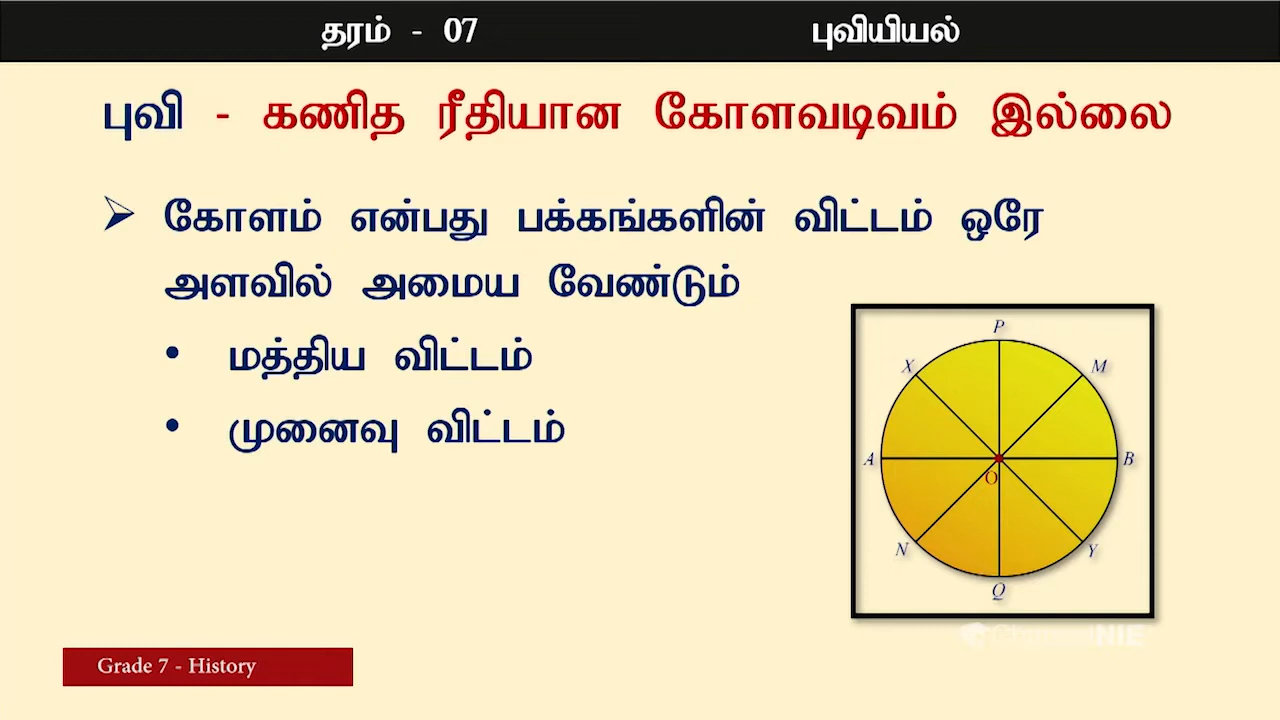 தரம் - 07 புவியியல்
புவி - கணித ரீதியான கோளவடிவம் இல்லை
➢ கோளம் என்பது பக்கங்களின் விட்டம் ஒரே
அளவில் அமைய வேண்டும்
• மத்திய விட்டம்
• முனைவு விட்டம்
P
X M
A B
O
N Y
Q
NIE
Grade 7 - History